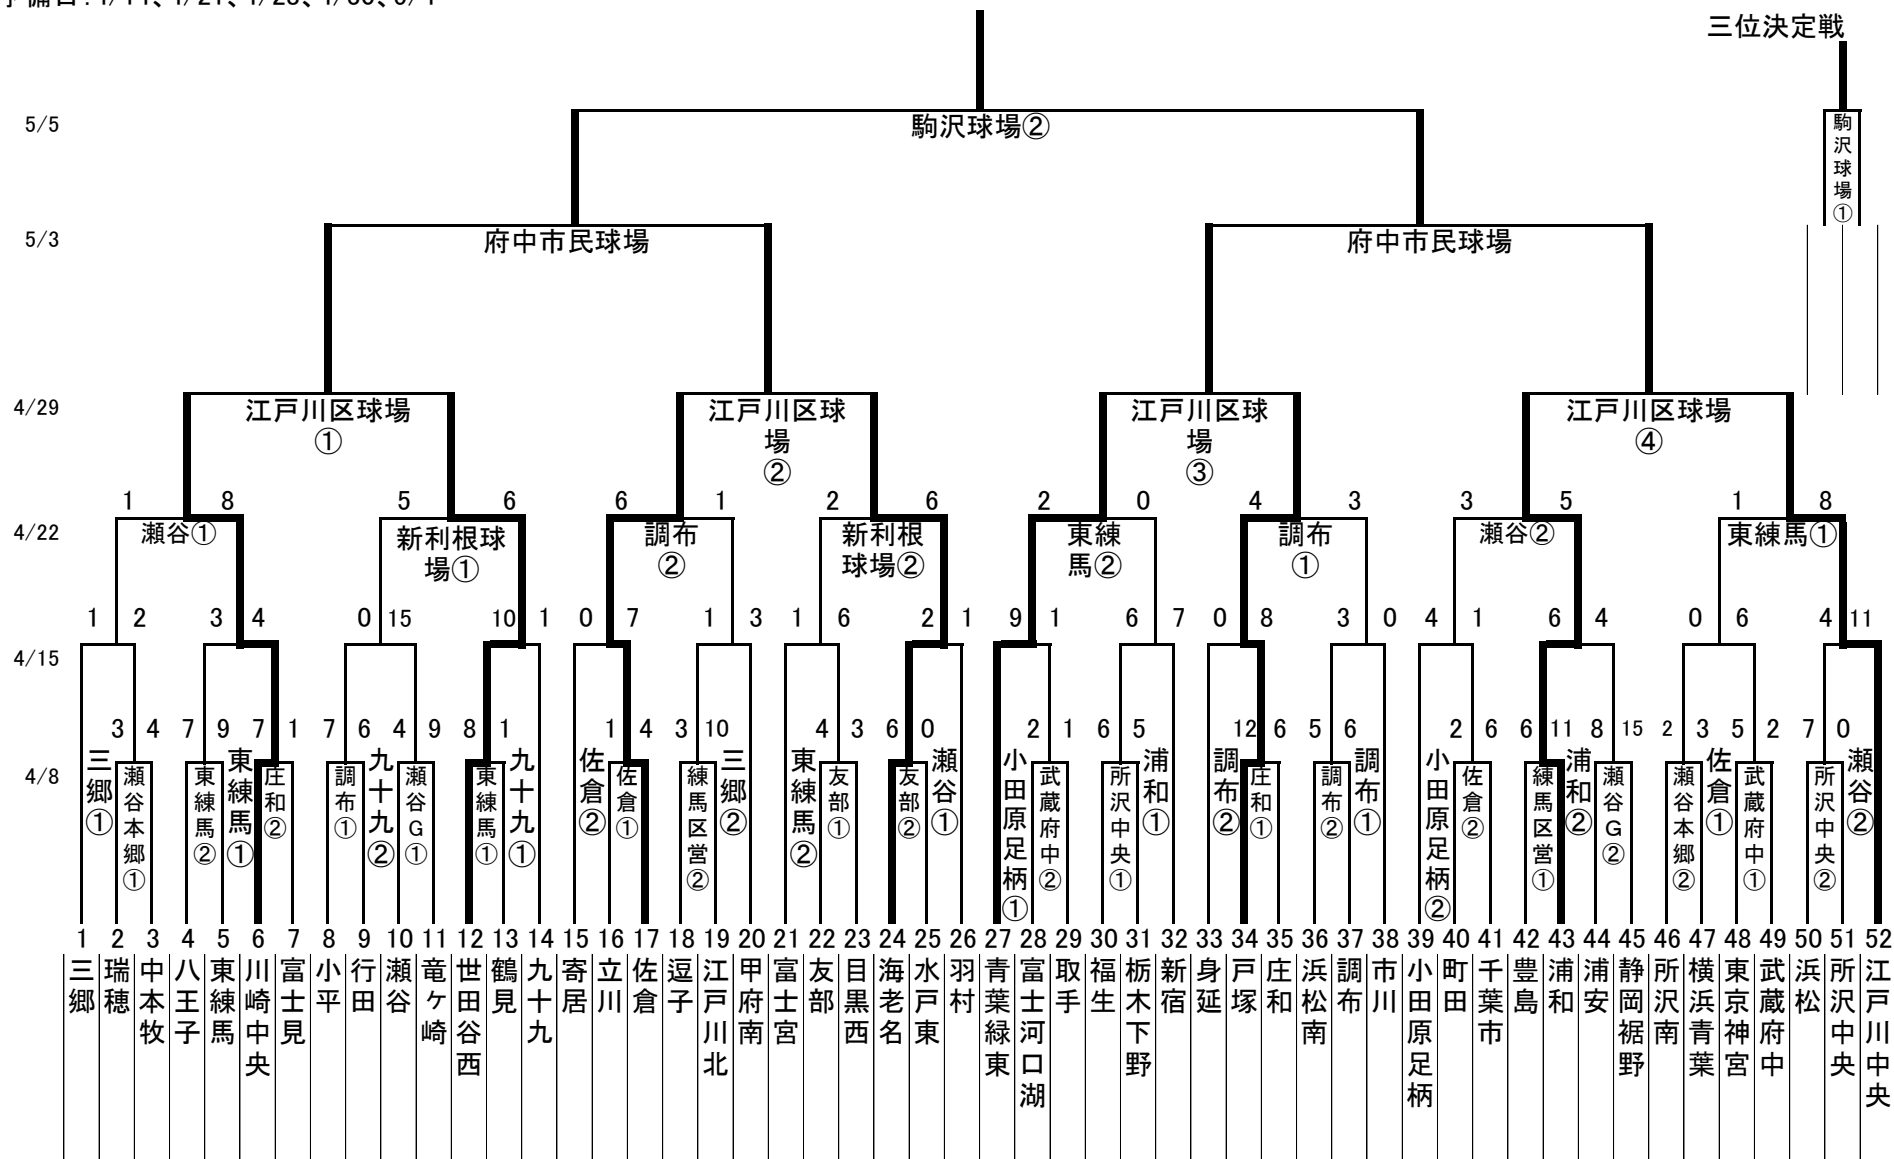 三位決定戦
5/5
駒沢球場②
駒沢球場①
5/3
府中市民球場
府中市民球場
4/29
江戸川区球場
①
江戸川区球
場
②
江戸川区球
場
③
江戸川区球場
④
1 8 5 6 6 1 2 6 2 0 4 3 3 5 1 8
4/22
瀬谷①
新利根球
場①
調布
②
新利根
球場②
東練
馬②
調布
①
瀬谷②
東練馬①
1 2 3 4 0 15 10 1 0 7 1 3 1 6 2 1 9 1 6 7 0 8 3 0 4 1 6 4 0 6 4 11
4/15
3 4 7 9 7 1 7 6 4 9 8 1 1 4 3 10 4 3 6 0 2 1 6 5 12 6 5 6 2 6 6 11 8 15 2 3 5 2 7 0
4/8
三郷①
瀬谷本郷①
東練馬②
東練馬①
庄和②
調布①
九十九②
瀬谷G①
東練馬①
九十九①
佐倉②
佐倉①
練馬区営②
三郷②
東練馬②
友部①
友部②
瀬谷①
小田原足柄①
武蔵府中②
所沢中央①
浦和①
調布②
庄和①
調布②
調布①
小田原足柄②
佐倉②
練馬区営①
浦和②
瀬谷G②
瀬谷本郷②
佐倉①
武蔵府中①
所沢中央②
瀬谷②
1 2 3 4 5 6 7 8 9 10 11 12 13 14 15 16 17 18 19 20 21 22 23 24 25 26 27 28 29 30 31 32 33 34 35 36 37 38 39 40 41 42 43 44 45 46 47 48 49 50 51 52
三郷
瑞穂
中本牧
八王子
東練馬
川崎中央
富士見
小平
行田
瀬谷
竜ヶ崎
世田谷西
鶴見
九十九
寄居
立川
佐倉
逗子
江戸川北
甲府南
富士宮
友部
目黒西
海老名
水戸東
羽村
青葉緑東
富士河口湖
取手
福生
栃木下野
新宿
身延
戸塚
庄和
浜松南
調布
市川
小田原足柄
町田
千葉市
豊島
浦和
浦安
静岡裾野
所沢南
横浜青葉
東京神宮
武蔵府中
浜松
所沢中央
江戸川中央